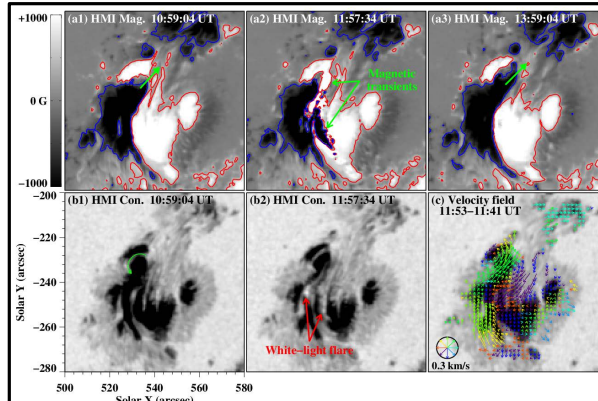 +1000
0 G
−1000
(a1) HMI Mag. 10:59:04 UT
(a2) HMI Mag. 11:57:34 UT
Magnetic
transients
(a3) HMI Mag. 13:59:04 UT
−200
−220
−240
−260
−280
Solar Y (arcsec)
(b1) HMI Con. 10:59:04 UT
(b2) HMI Con. 11:57:34 UT
White−light flare
(c) Velocity field
11:53−11:41 UT
0.3 km/s
500 520 540 560 580
Solar X (arcsec)